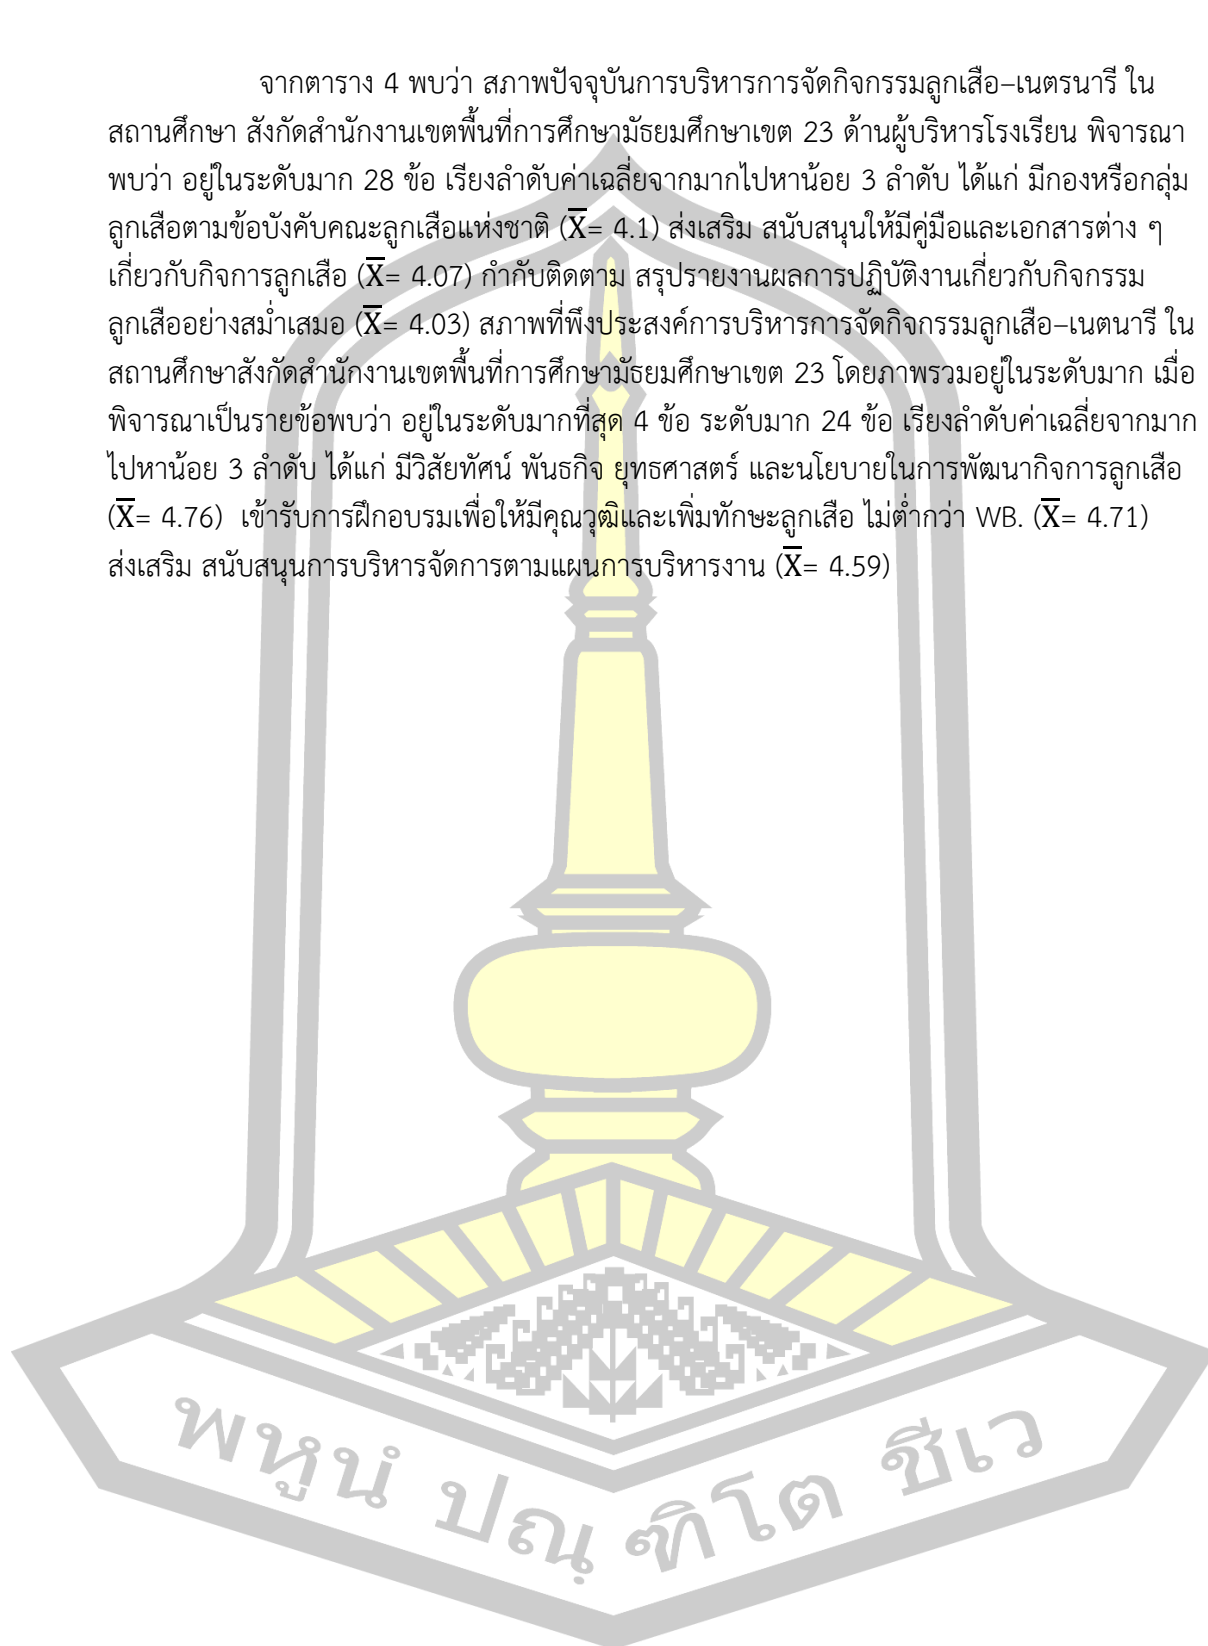 จากตาราง 4 พบว่า สภาพปัจจุบันการบริหารการจัดกิจกรรมลูกเสือ–เนตรนารี ใน
สถานศึกษา สังกัดสำนักงานเขตพื้นที่การศึกษามัธยมศึกษาเขต 23 ด้านผู้บริหารโรงเรียน พิจารณา
พบว่า อยู่ในระดับมาก 28 ข้อ เรียงลำดับค่าเฉลี่ยจากมากไปหาน้อย 3 ลำดับ ได้แก่ มีกองหรือกลุ่ม
ลูกเสือตามข้อบังคับคณะลูกเสือแห่งชาติ (X̅= 4.1) ส่งเสริม สนับสนุนให้มีคู่มือและเอกสารต่าง ๆ
เกี่ยวกับกิจการลูกเสือ (X̅= 4.07) กำกับติดตาม สรุปรายงานผลการปฏิบัติงานเกี่ยวกับกิจกรรม
ลูกเสืออย่างสม่ำเสมอ (X̅= 4.03) สภาพที่พึงประสงค์การบริหารการจัดกิจกรรมลูกเสือ–เนตนารี ใน
สถานศึกษาสังกัดสำนักงานเขตพื้นที่การศึกษามัธยมศึกษาเขต 23 โดยภาพรวมอยู่ในระดับมาก เมื่อ
พิจารณาเป็นรายข้อพบว่า อยู่ในระดับมากที่สุด 4 ข้อ ระดับมาก 24 ข้อ เรียงลำดับค่าเฉลี่ยจากมาก
ไปหาน้อย 3 ลำดับ ได้แก่ มีวิสัยทัศน์ พันธกิจ ยุทธศาสตร์ และนโยบายในการพัฒนากิจการลูกเสือ
(X̅= 4.76) เข้ารับการฝึกอบรมเพื่อให้มีคุณวุฒิและเพิ่มทักษะลูกเสือ ไม่ต่ำกว่า WB. (X̅= 4.71)
ส่งเสริม สนับสนุนการบริหารจัดการตามแผนการบริหารงาน (X̅= 4.59)
พหูนํ ปณฺ ฑิโต ชีเว